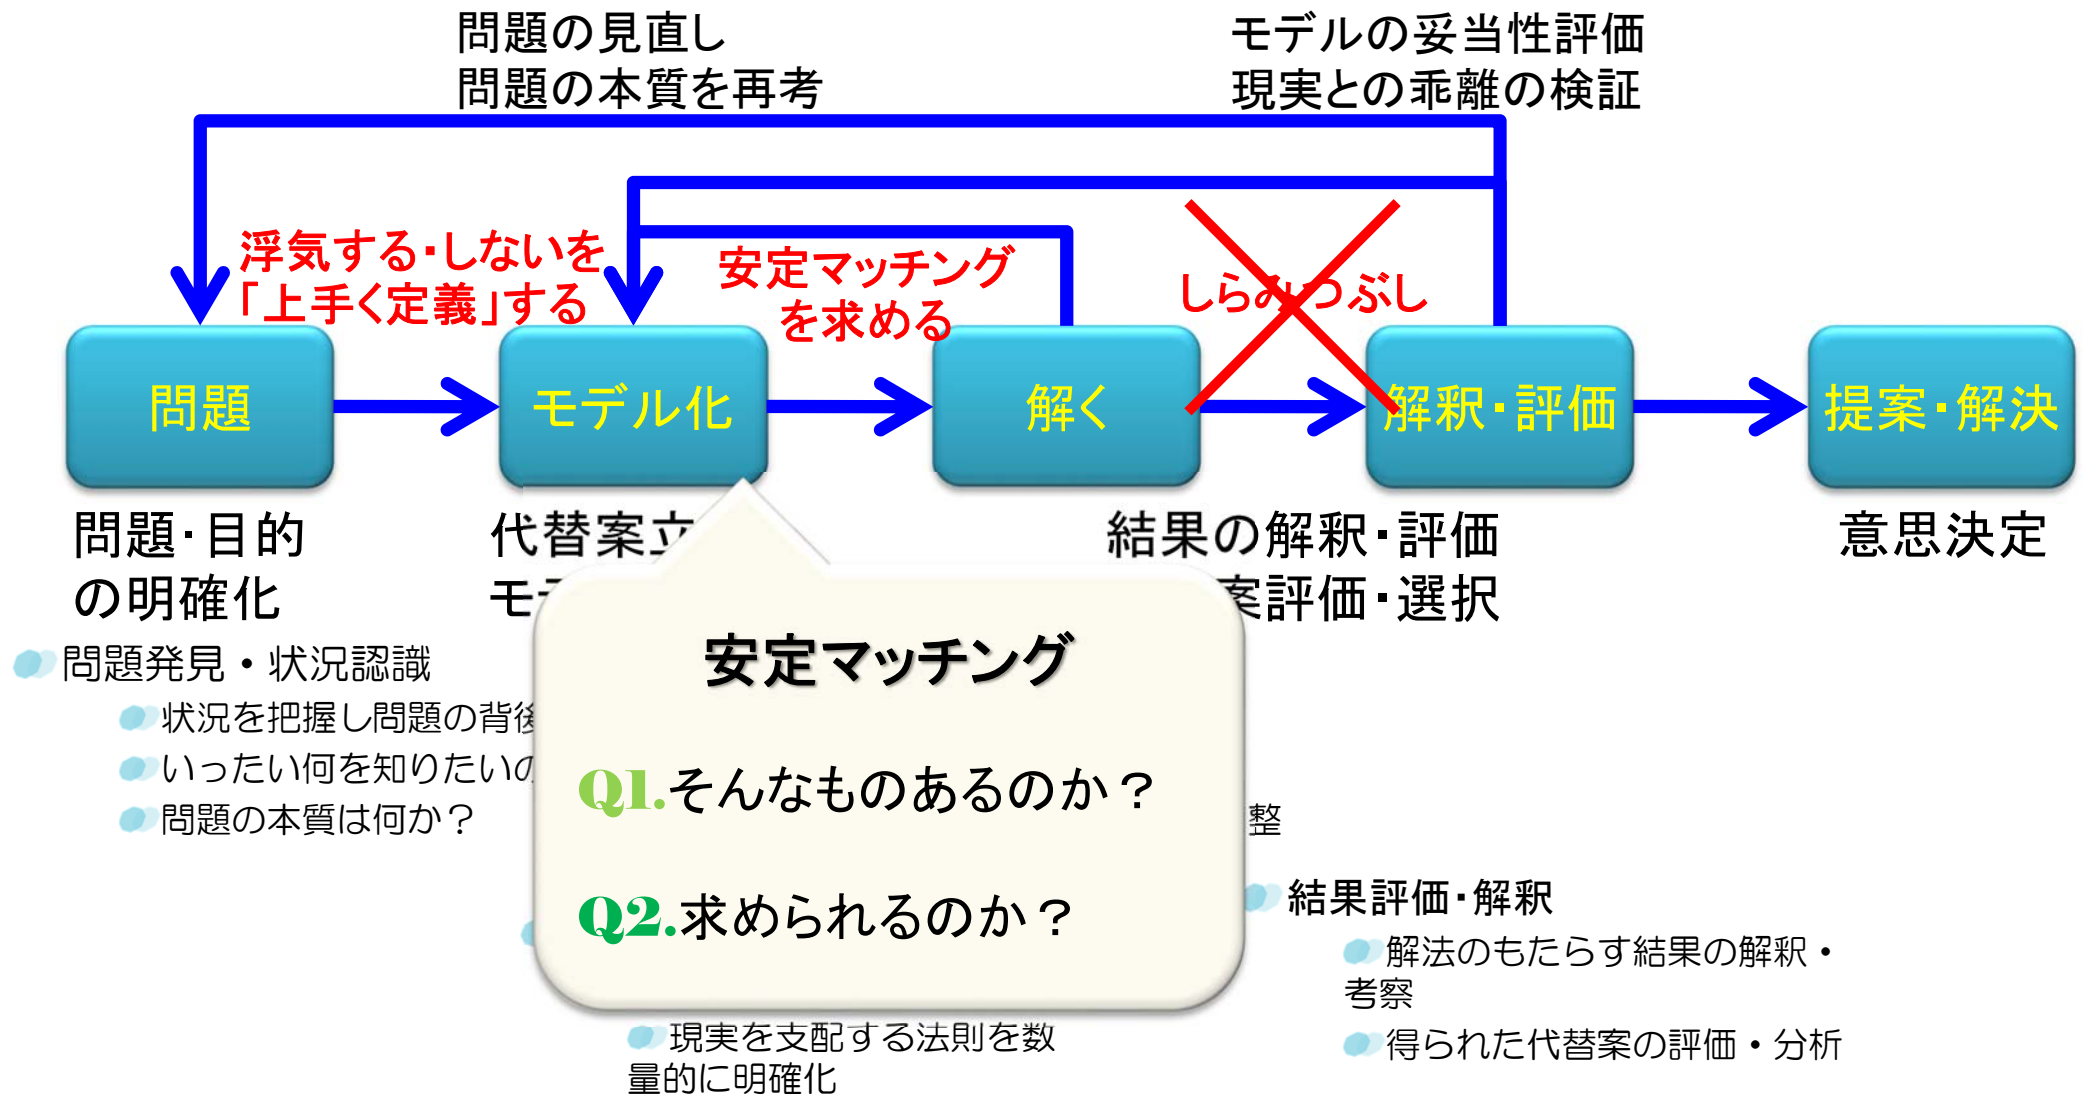 問題の見直し
問題の本質を再考
モデルの妥当性評価
現実との乖離の検証
浮気する・しないを
「上手く定義」する
安定マッチング
を求める
しらみつぶし
問題
モデル化
解く
解釈・評価
提案・解決
問題・目的
の明確化
代替案立
モデ
結果の解釈・評価
案評価・選択
意思決定
問題発見・状況認識
状況を把握し問題の背後
いったい何を知りたいの
問題の本質は何か？
安定マッチング
Q1.そんなものあるのか？
Q2.求められるのか？
整
結果評価・解釈
解法のもたらす結果の解釈・
考察
得られた代替案の評価・分析
現実を支配する法則を数
量的に明確化